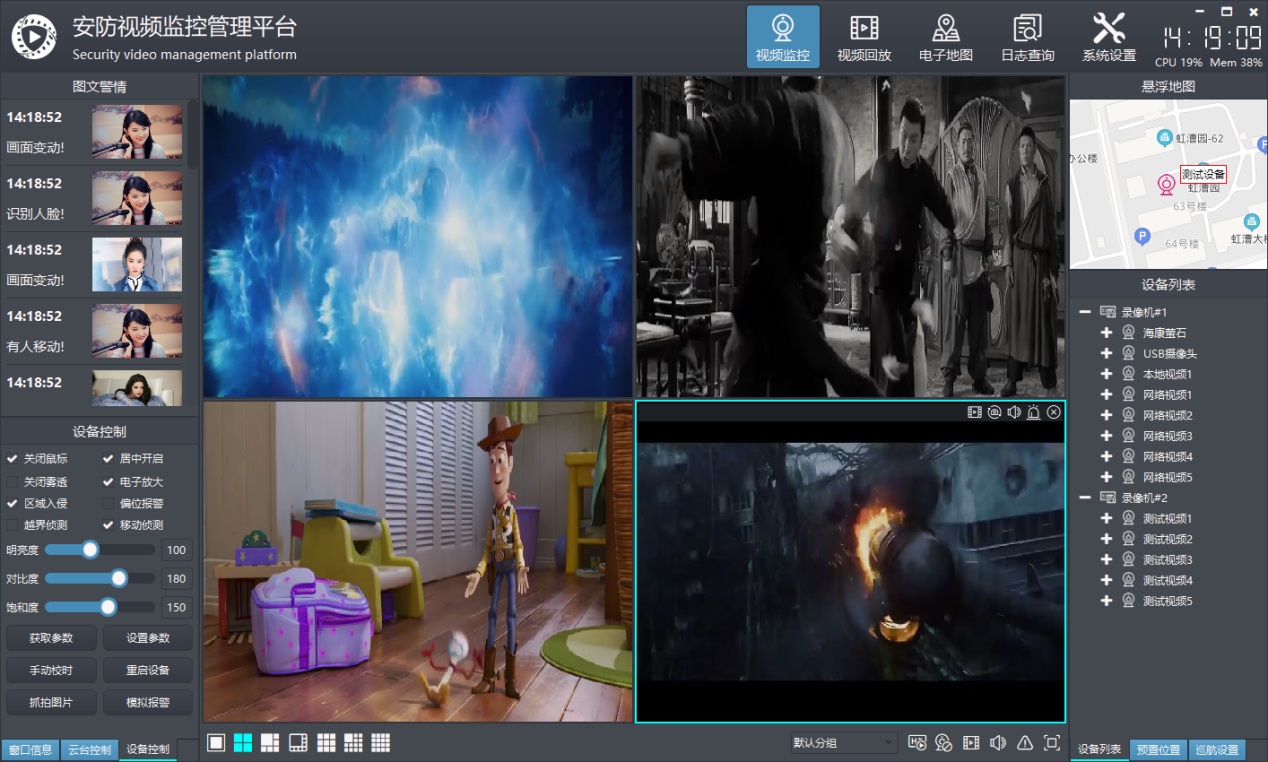 安防视频监控管理平台
Security video management platform
视频监控 视频回放 电子地图 日志查询 系统设置
14:19:09
CPU 19% Mem 38%
图文警情
14:18:52
画面变动!
14:18:52
识别人脸!
14:18:52
画面变动!
14:18:52
有人移动!
14:18:52
设备控制
关闭鼠标 居中开启
关闭雾透 电子放大
区域入侵 偏位报警
越界侦测 移动侦测
明亮度 100
对比度 180
饱和度 150
获取参数 设置参数
手动校时 重启设备
抓拍图片 模拟报警
窗口信息 云台控制 设备控制
默认分组
悬浮地图
虹漕园-62
办公楼
测试设备
虹漕园
63号楼
P
P
64号楼
虹漕大楼
设备列表
录像机#1
海康萤石
USB摄像头
本地视频1
网络视频1
网络视频2
网络视频3
网络视频4
网络视频5
录像机#2
测试视频1
测试视频2
测试视频3
测试视频4
测试视频5
设备列表 预置位置 巡航设置